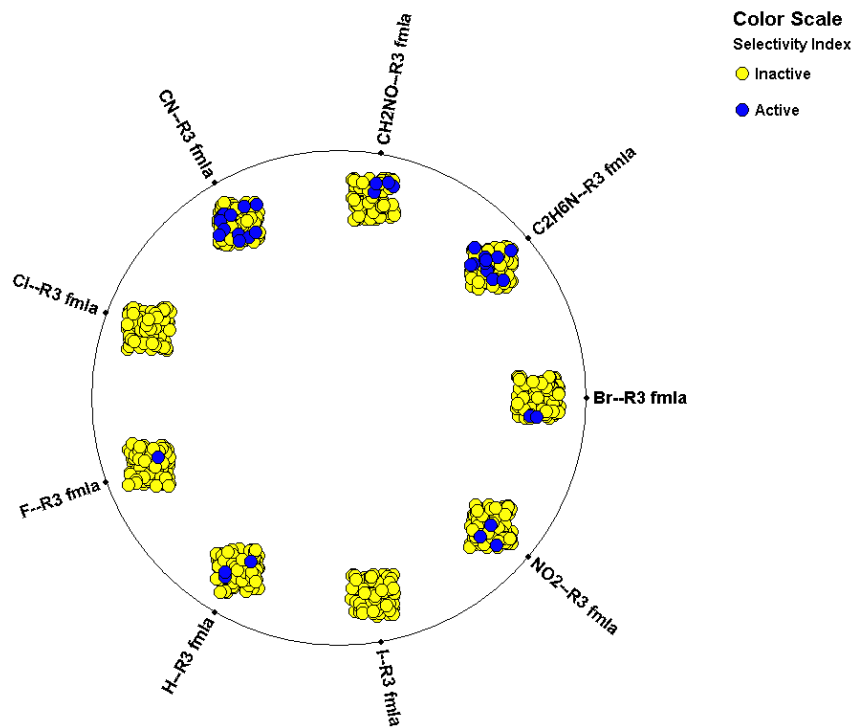 Color Scale
Selectivity Index
Inactive
Active
CH2NO--R3 fmla
CN--R3 fmla
C2H6N--R3 fmla
Cl--R3 fmla
Br--R3 fmla
F--R3 fmla
NO2--R3 fmla
H--R3 fmla
I--R3 fmla